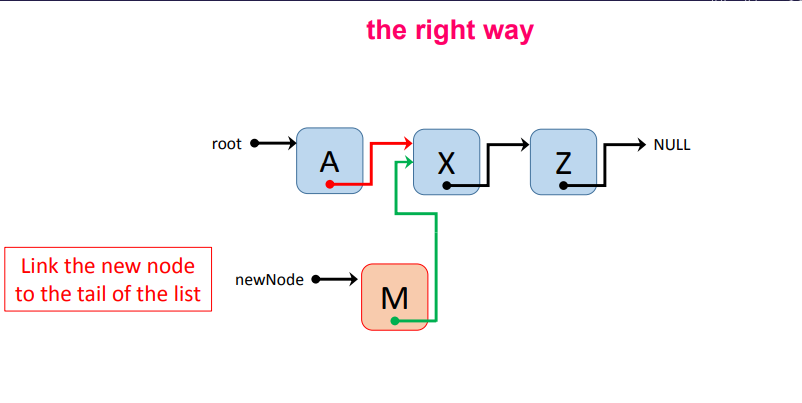 the right way
root
A
X
Z
NULL
Link the new node
to the tail of the list
newNode
M